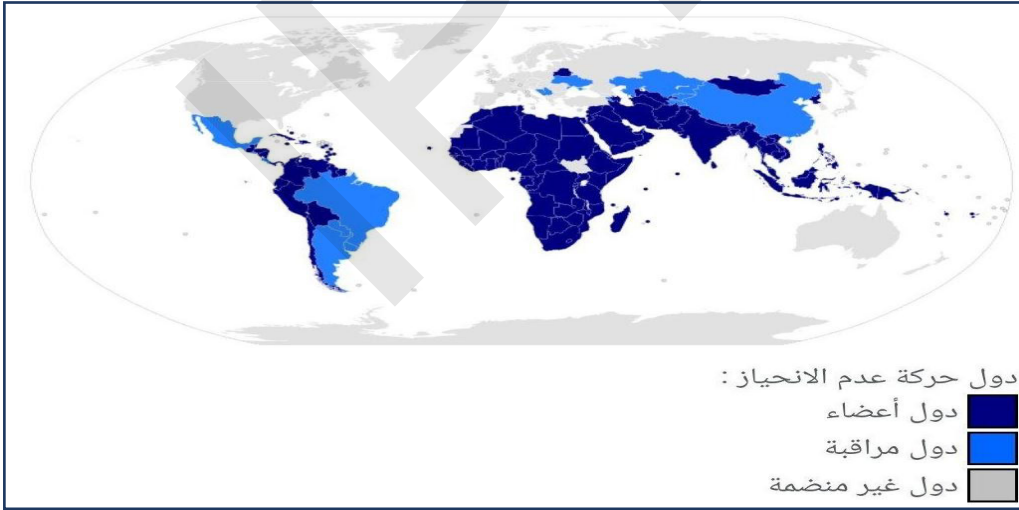 دول حركة عدم الانحياز :
دول أعضاء
دول مراقبة
دول غير منضمة